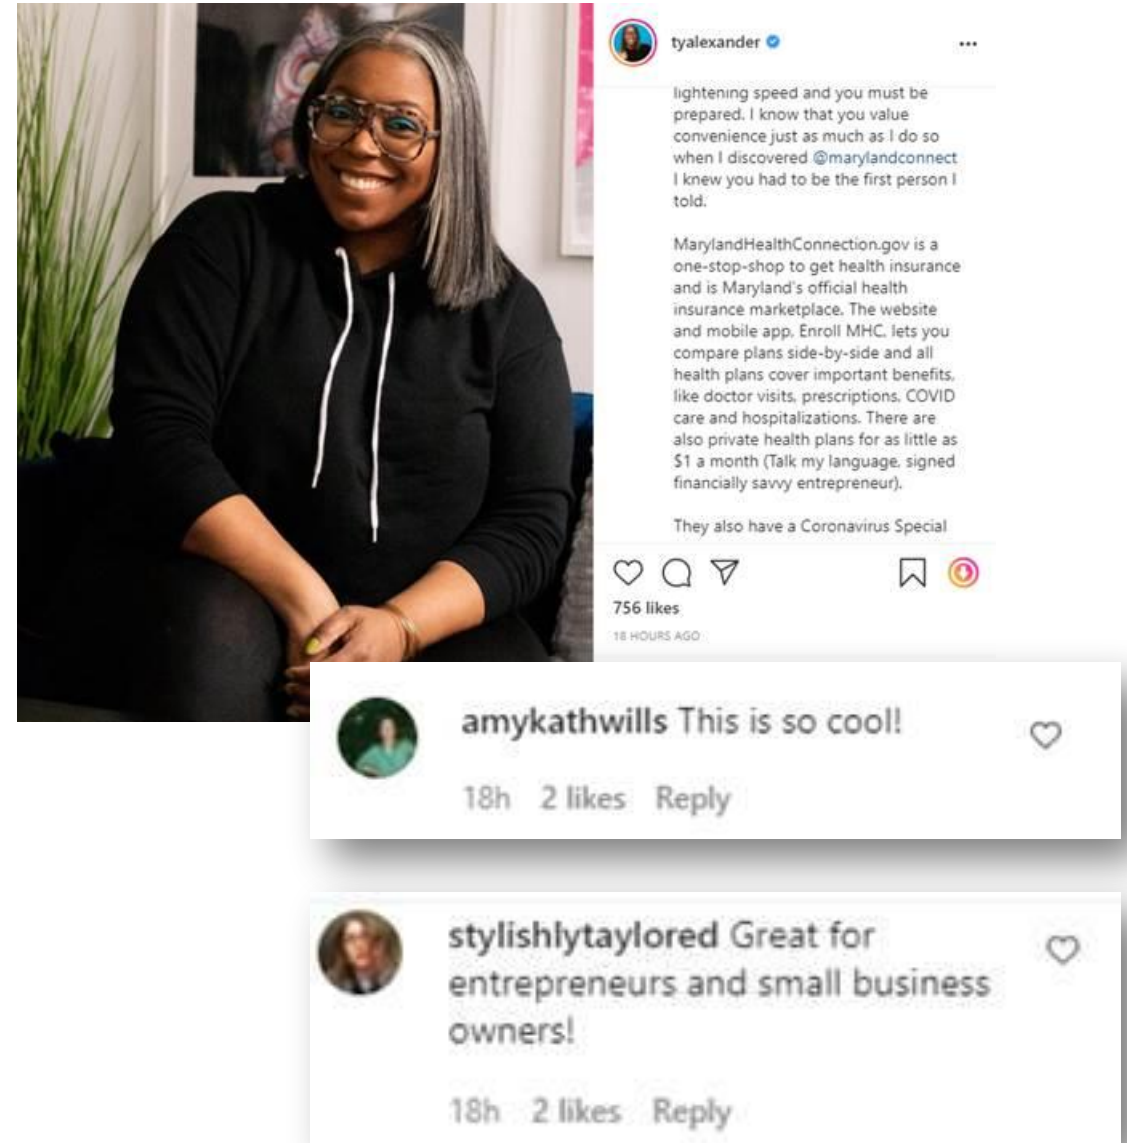 tyalexander
lightening speed and you must be
prepared. I know that you value
convenience just as much as I do so
when I discovered @marylandconnect
I knew you had to be the first person I
told.
MarylandHealthConnection.gov is a
one-stop-shop to get health insurance
and is Maryland's official health
insurance marketplace. The website
and mobile app, Enroll MHC, lets you
compare plans side-by-side and all
health plans cover important benefits,
like doctor visits, prescriptions, COVID
care and hospitalizations. There are
also private health plans for as little as
$1 a month (Talk my language, signed
financially savvy entrepreneur).
They also have a Coronavirus Special
756 likes
18 HOURS AGO
amykathwills This is so cool!
18h 2 likes Reply
stylishlytaylored Great for
entrepreneurs and small business
owners!
18h 2 likes Reply